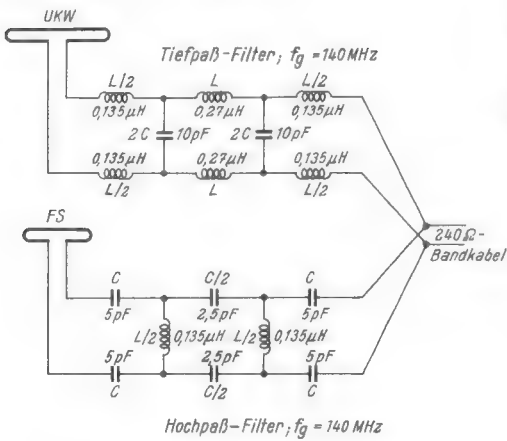 UKW
Tiefpaß-Filter; fg = 140 MHz
L/2 L L/2
0,135µH 0,27µH 0,135µH
2C 10pF 2C 10pF
0,135µH 0,27µH 0,135µH
L/2 L L/2
FS
240Ω-
Bandkabel
C C/2 C
5pF 2,5pF 5pF
L/2 0,135µH L/2 0,135µH
5pF 2,5pF 5pF
C C/2 C
Hochpaß-Filter; fg = 140 MHz